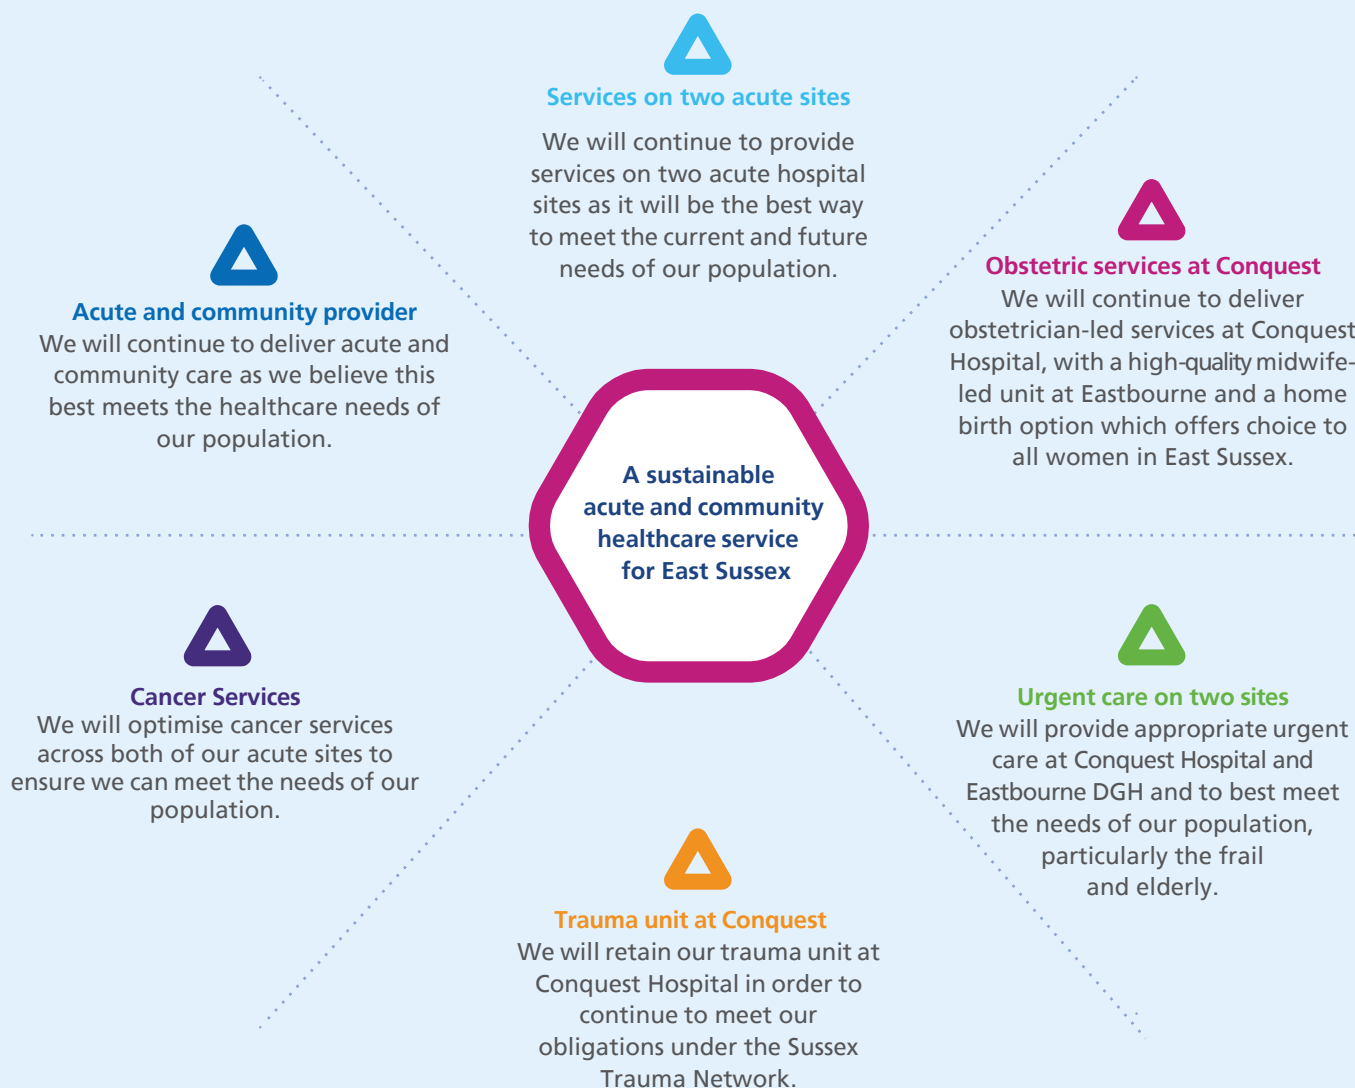 Services on two acute sites
We will continue to provide
services on two acute hospital
sites as it will be the best way
to meet the current and future
needs of our population.
Obstetric services at Conquest
We will continue to deliver
obstetrician-led services at Conquest
Hospital, with a high-quality midwife-
led unit at Eastbourne and a home
birth option which offers choice to
all women in East Sussex.
Acute and community provider
We will continue to deliver acute and
community care as we believe this
best meets the healthcare needs of
our population.
A sustainable
acute and community
healthcare service
for East Sussex
Cancer Services
We will optimise cancer services
across both of our acute sites to
ensure we can meet the needs of our
population.
Urgent care on two sites
We will provide appropriate urgent
care at Conquest Hospital and
Eastbourne DGH and to best meet
the needs of our population,
particularly the frail
and elderly.
Trauma unit at Conquest
We will retain our trauma unit at
Conquest Hospital in order to
continue to meet our
obligations under the Sussex
Trauma Network.